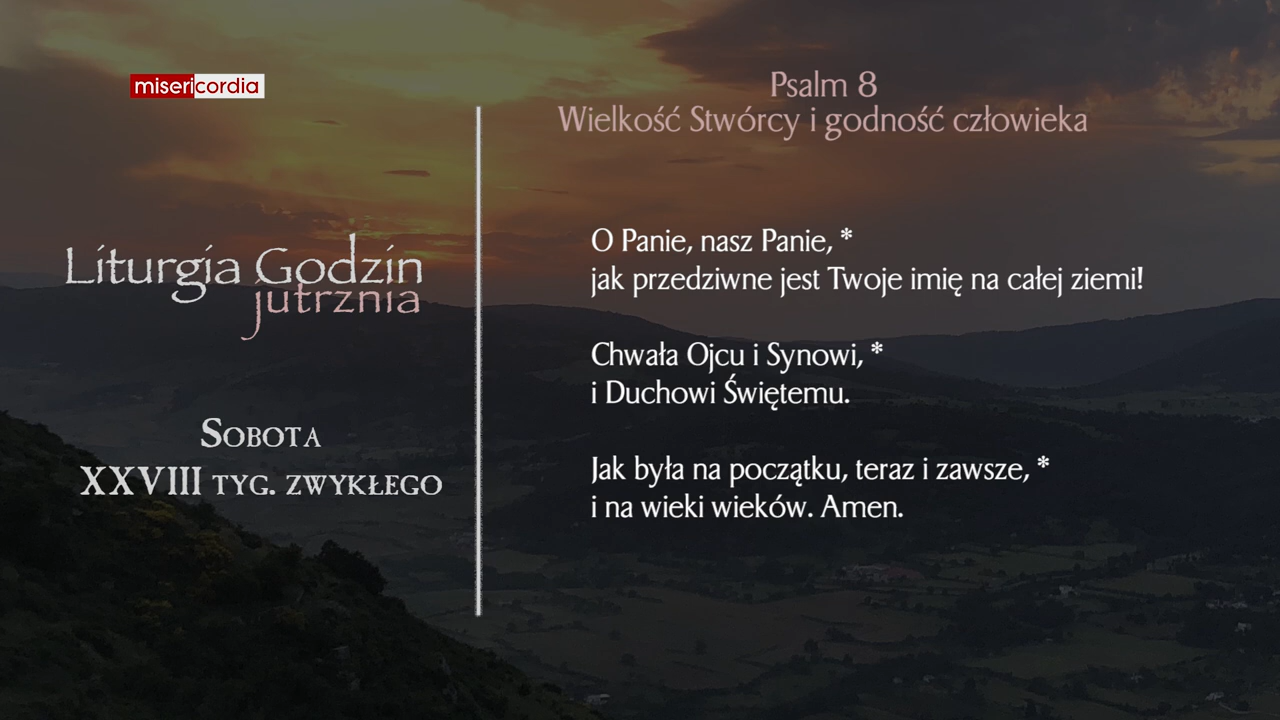 misericordia
Liturgia Godzin
jutrznia
Sobota
XXVIII tyg. zwykłego
Psalm 8
Wielkość Stwórcy i godność człowieka
O Panie, nasz Panie, *
jak przedziwne jest Twoje imię na całej ziemi!
Chwała Ojcu i Synowi, *
i Duchowi Świętemu.
Jak była na początku, teraz i zawsze, *
i na wieki wieków. Amen.